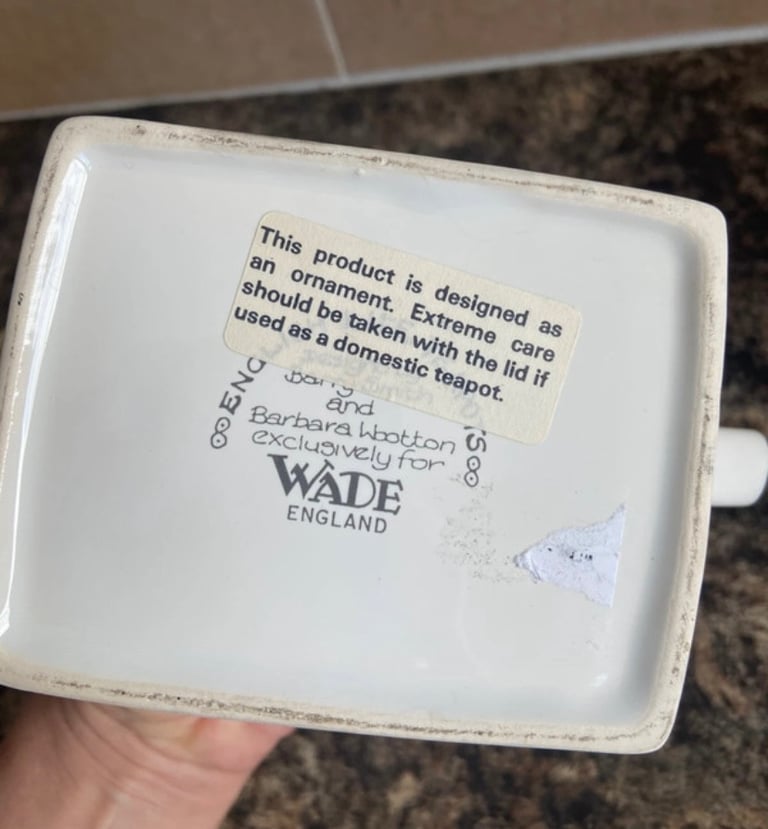 This product is designed as
an ornament. Extreme care
should be taken with the lid if
used as a domestic teapot.
and
Barbara Wootton
exclusively for
WADE
ENGLAND